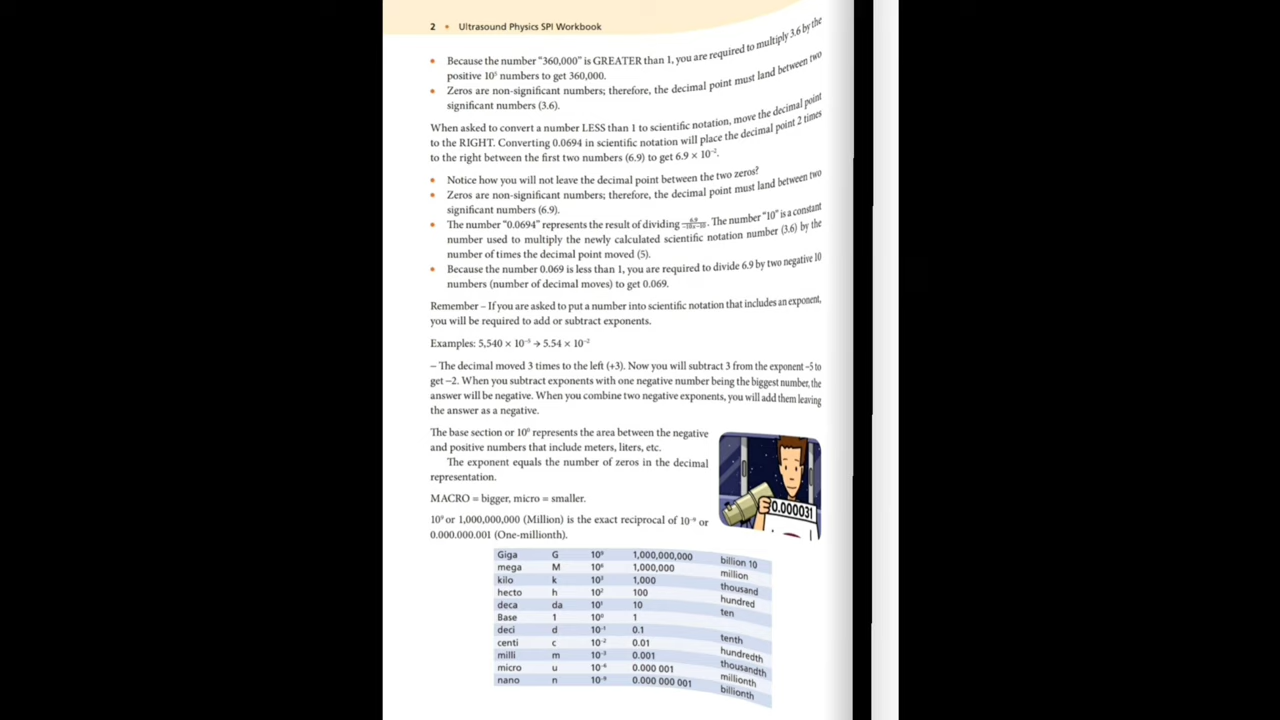 2 • Ultrasound Physics SPI Workbook
• Because the number "360,000" is GREATER than 1, you are required to multiply 3.6 by the
positive 10⁵ numbers to get 360,000.
• Zeros are non-significant numbers; therefore, the decimal point must land between two
significant numbers (3.6).
When asked to convert a number LESS than 1 to scientific notation, move the decimal point
to the RIGHT. Converting 0.0694 in scientific notation will place the decimal point 2 times
to the right between the first two numbers (6.9) to get 6.9 × 10⁻².
• Notice how you will not leave the decimal point between the two zeros?
• Zeros are non-significant numbers; therefore, the decimal point must land between two
significant numbers (6.9).
• The number "0.0694" represents the result of dividing . The number "10" is a constant
number used to multiply the newly calculated scientific notation number (3.6) by the
number of times the decimal point moved (5).
• Because the number 0.069 is less than 1, you are required to divide 6.9 by two negative 10
numbers (number of decimal moves) to get 0.069.
Remember – If you are asked to put a number into scientific notation that includes an exponent,
you will be required to add or subtract exponents.
Examples: 5,540 × 10⁻⁵ → 5.54 × 10⁻²
– The decimal moved 3 times to the left (+3). Now you will subtract 3 from the exponent –5 to
get –2. When you subtract exponents with one negative number being the biggest number, the
answer will be negative. When you combine two negative exponents, you will add them leaving
the answer as a negative.
The base section or 10⁰ represents the area between the negative
and positive numbers that include meters, liters, etc.
The exponent equals the number of zeros in the decimal
representation.
MACRO = bigger, micro = smaller.
10⁹ or 1,000,000,000 (Million) is the exact reciprocal of 10⁻⁹ or
0.000.000.001 (One-millionth).
0.000031
Giga G 10⁹ 1,000,000,000 billion 10
mega M 10⁶ 1,000,000 million
kilo k 10³ 1,000 thousand
hecto h 10² 100 hundred
deca da 10¹ 10 ten
Base 1 10⁰ 1
deci d 10⁻¹ 0.1 tenth
centi c 10⁻² 0.01 hundredth
milli m 10⁻³ 0.001 thousandth
micro u 10⁻⁶ 0.000 001 millionth
nano n 10⁻⁹ 0.000 000 001 billionth